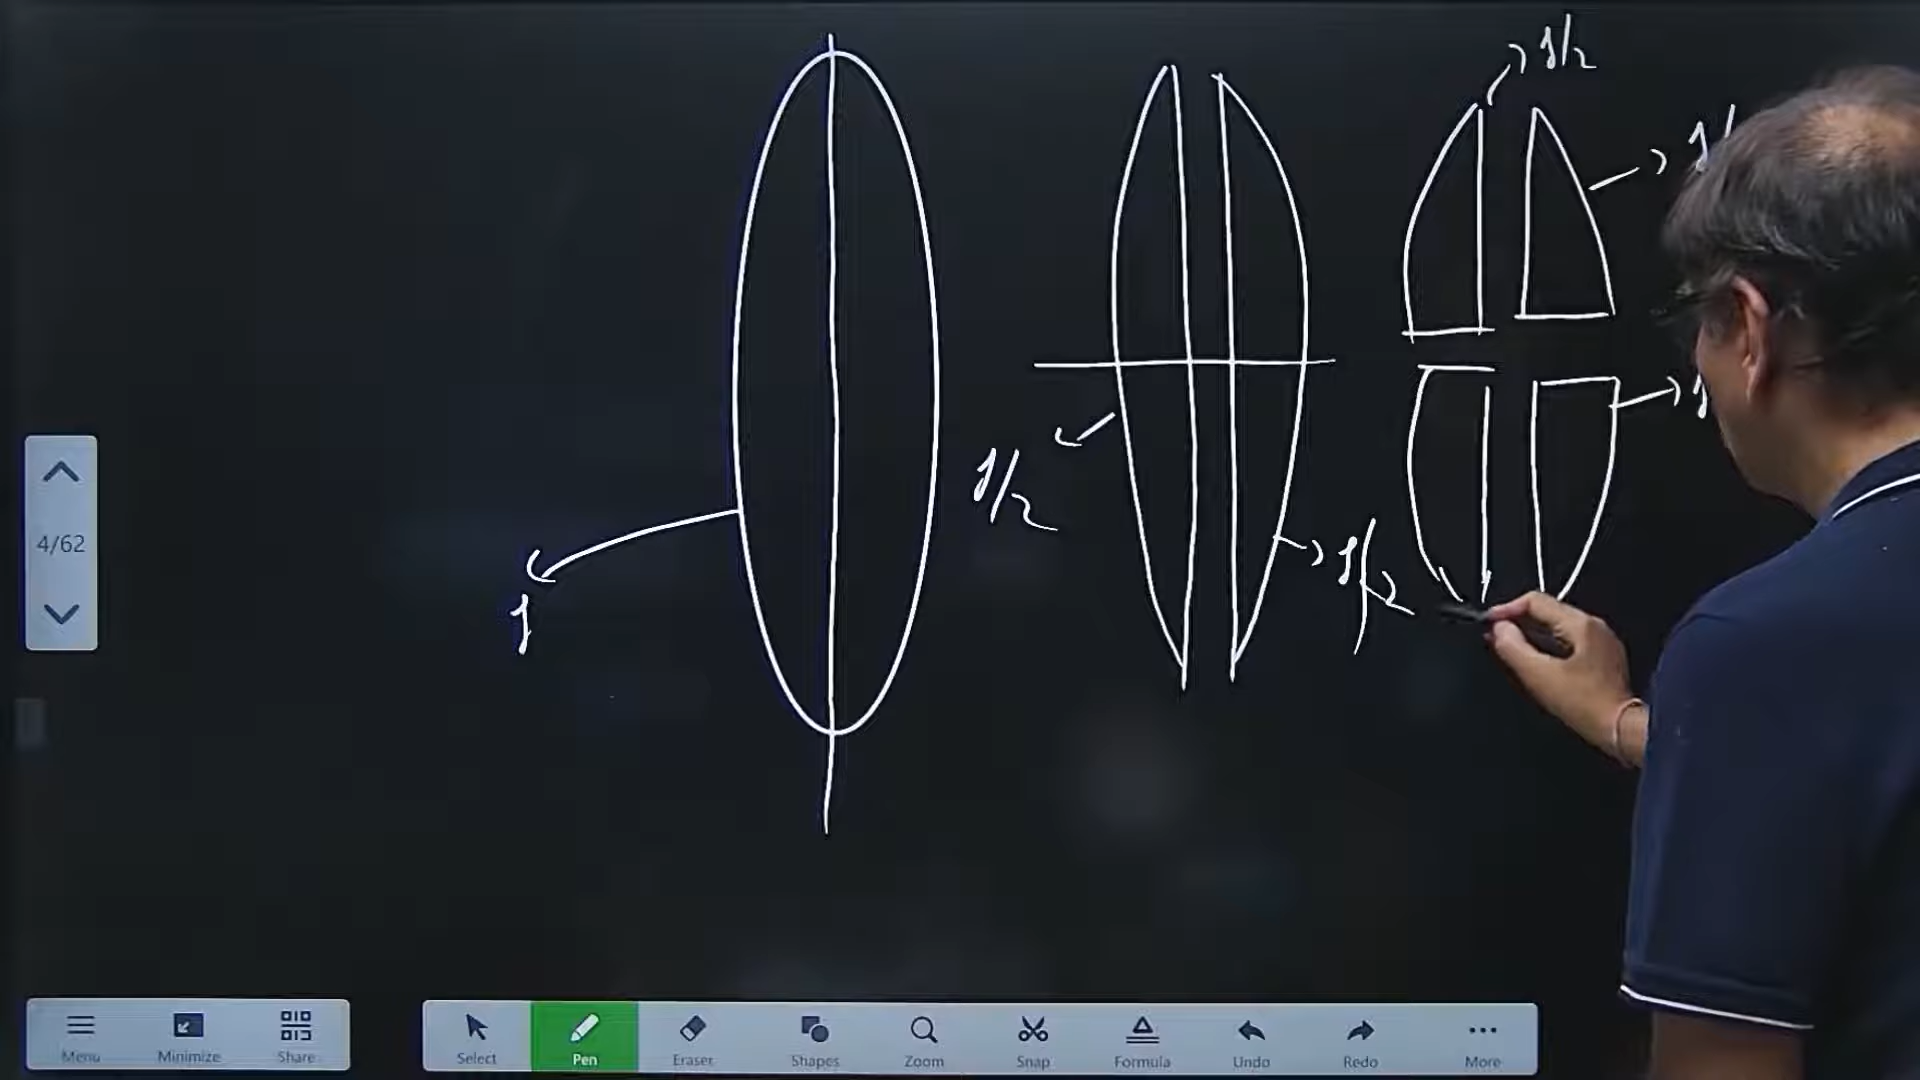 f/2
f
f/2
f/2
f
4/62
Menu
Minimize
Share
Select
Pen
Eraser
Shapes
Zoom
Snap
Formula
Undo
Redo
More